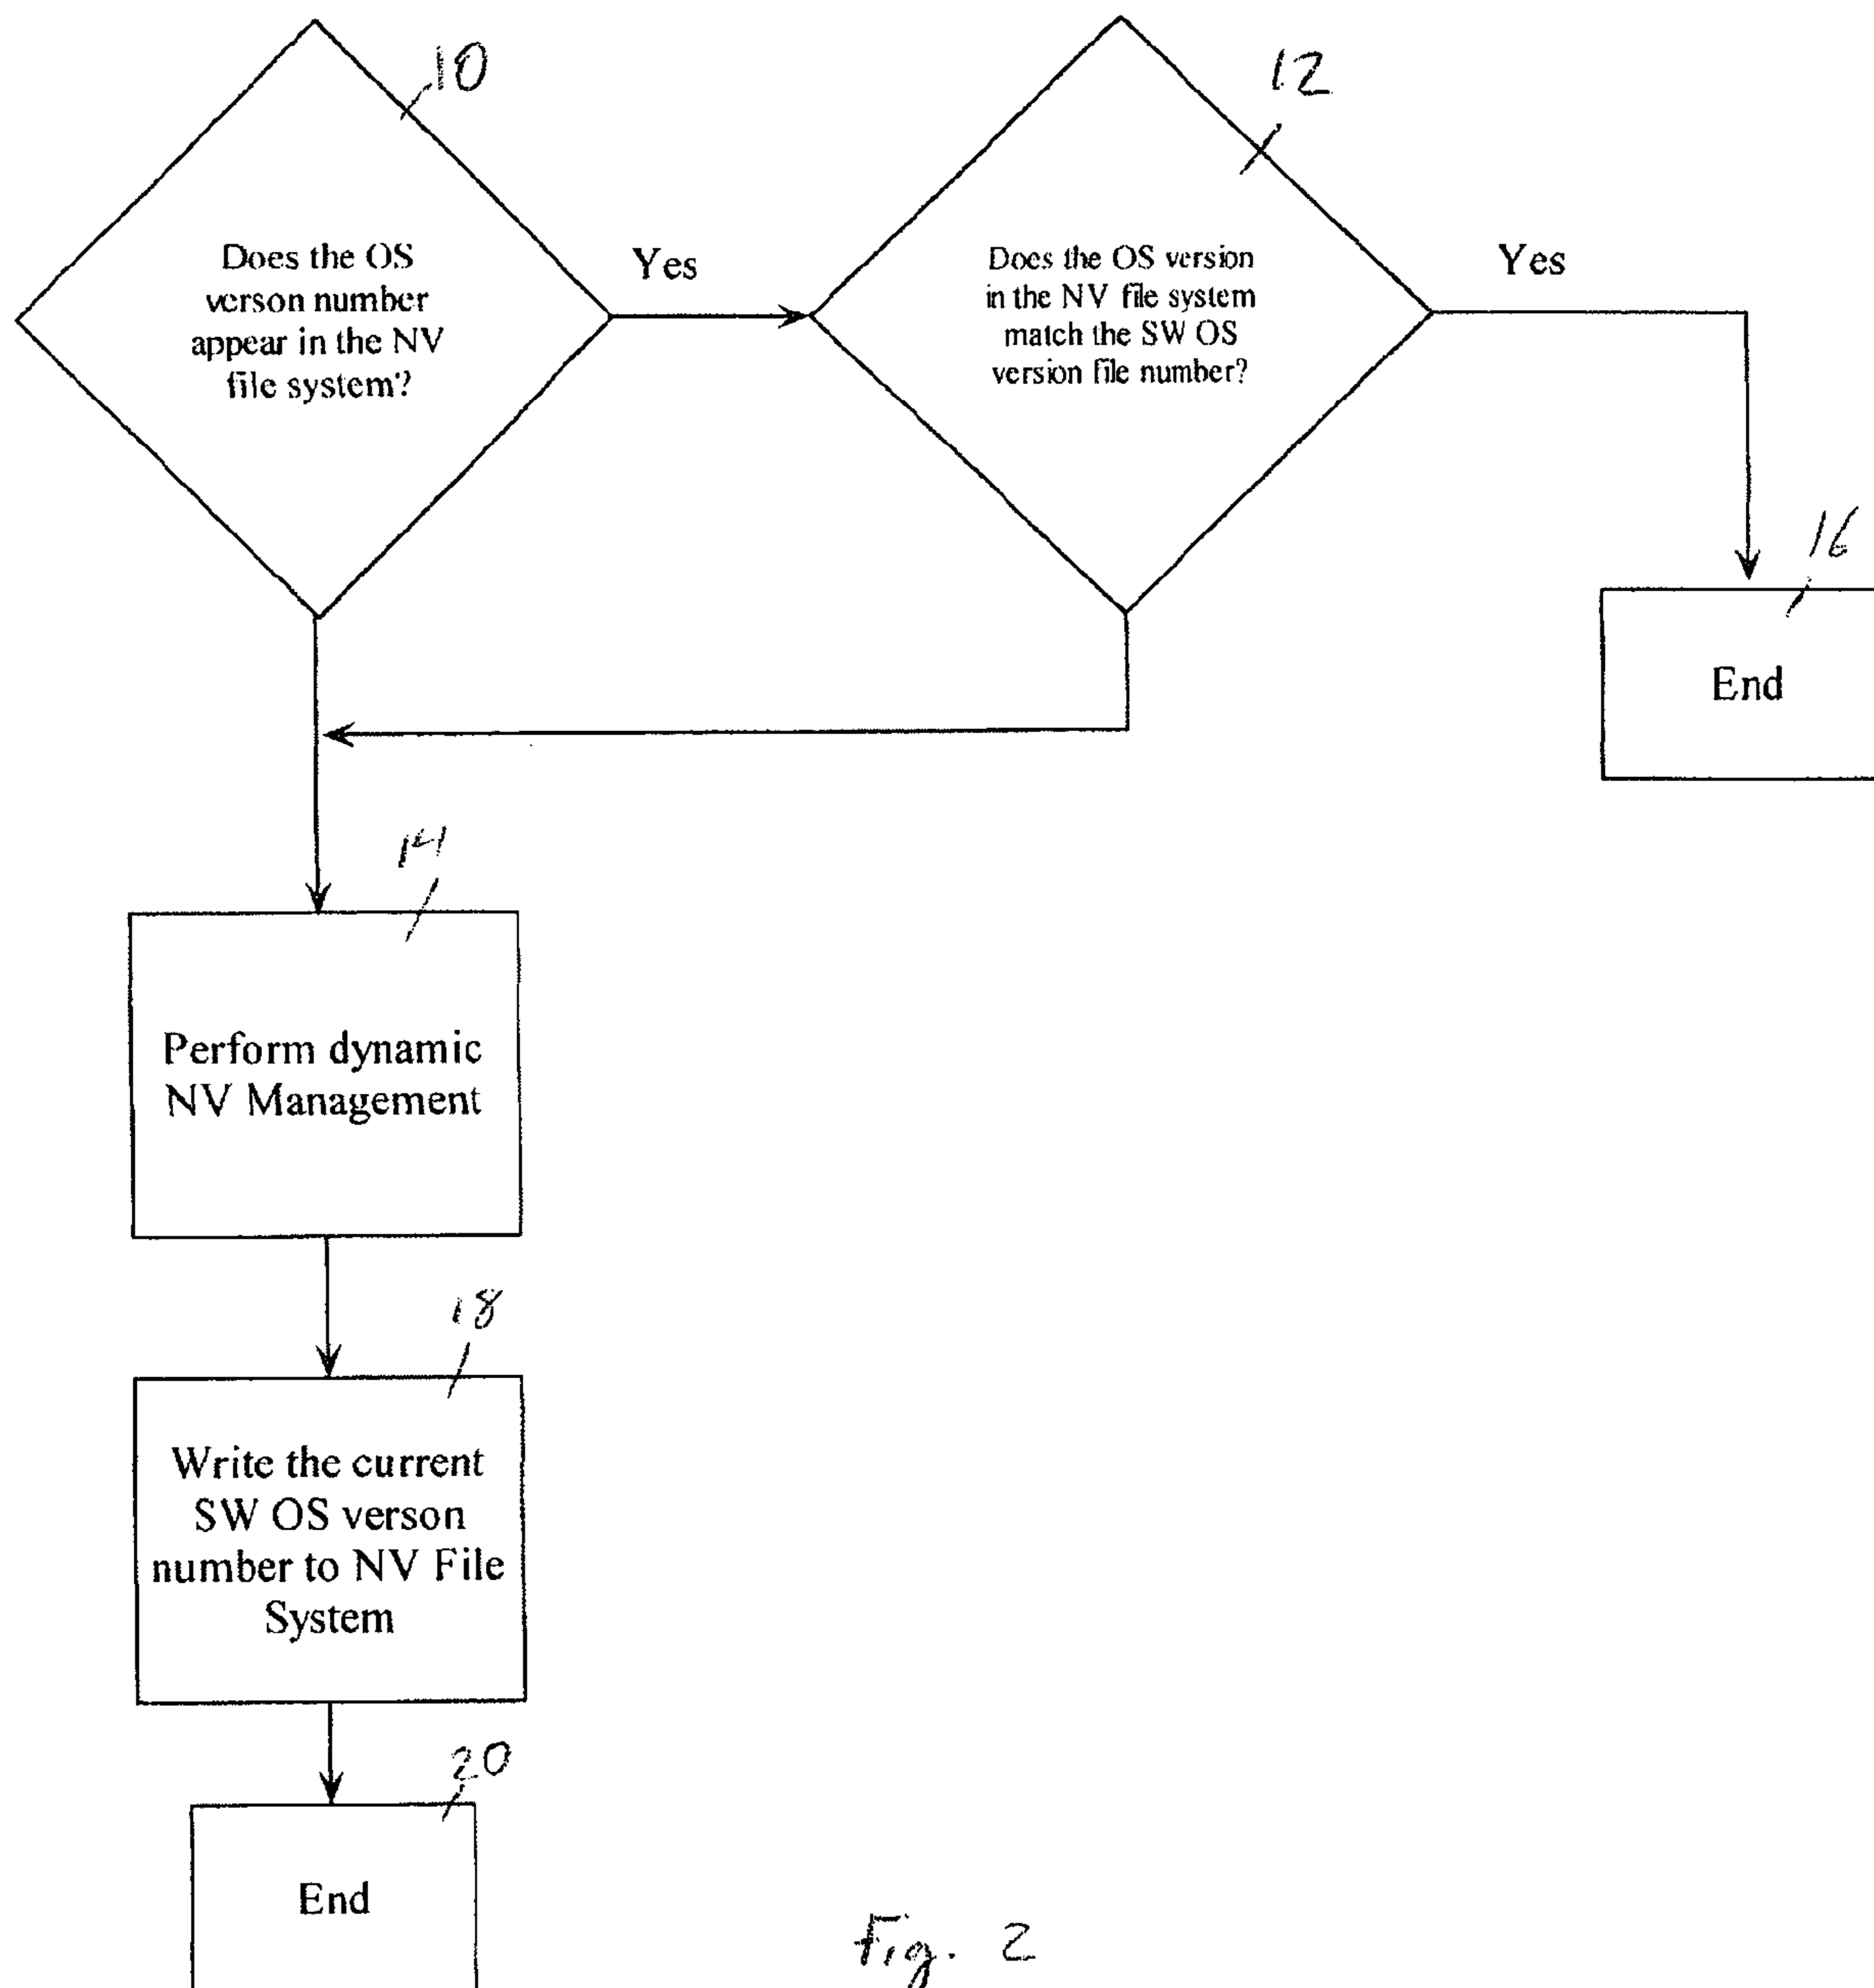 10
12
Does the OS
verson number
appear in the NV
file system?
Yes
Does the OS version
in the NV file system
match the SW OS
version file number?
Yes
16
End
14
Perform dynamic
NV Management
18
Write the current
SW OS verson
number to NV File
System
20
End
Fig. 2